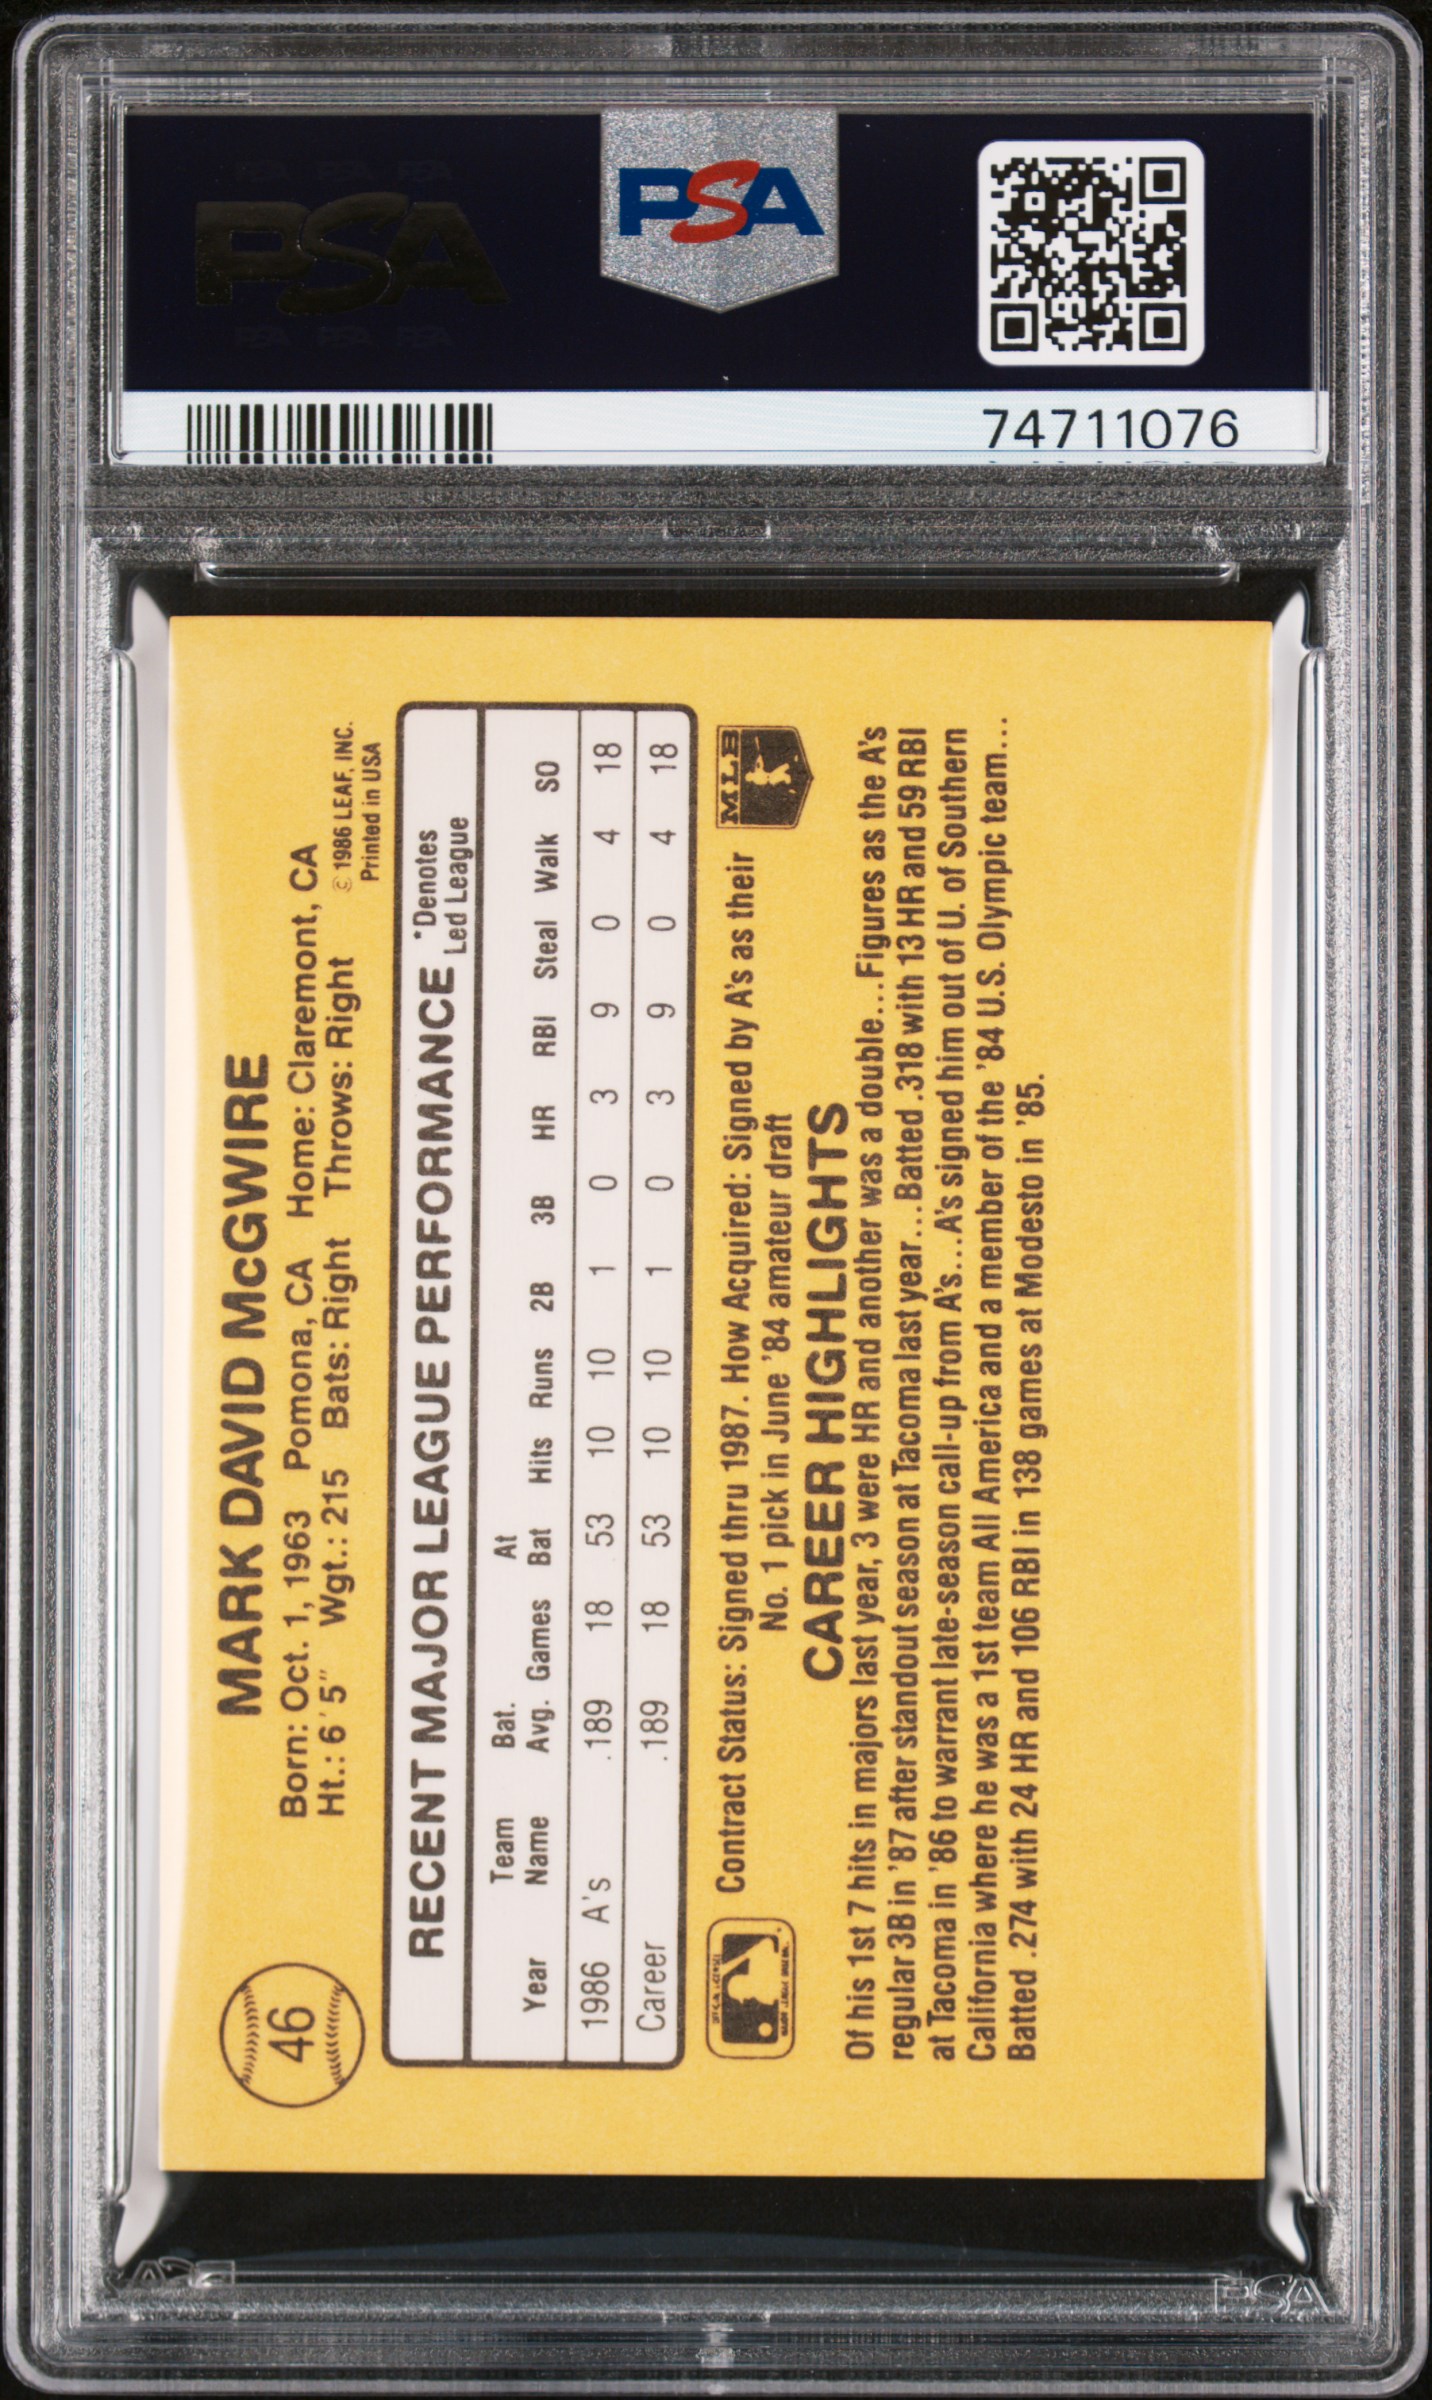 PSA
PSA
74711076
46
MARK DAVID McGWIRE
Born: Oct. 1, 1963 Pomona, CA Home: Claremont, CA
Ht.: 6'5" Wgt.: 215 Bats: Right Throws: Right
© 1986 LEAF, INC.
Printed in USA
RECENT MAJOR LEAGUE PERFORMANCE
*Denotes
Led League
Year Team Name Bat. Avg. Games At Bat Hits Runs 2B 3B HR RBI Steal Walk SO
1986 A's .189 18 53 10 10 1 0 3 9 0 4 18
Career .189 18 53 10 10 1 0 3 9 0 4 18
Contract Status: Signed thru 1987. How Acquired: Signed by A's as their
No. 1 pick in June '84 amateur draft
MLB
CAREER HIGHLIGHTS
Of his 1st 7 hits in majors last year, 3 were HR and another was a double...Figures as the A's
regular 3B in '87 after standout season at Tacoma last year...Batted .318 with 13 HR and 59 RBI
at Tacoma in '86 to warrant late-season call-up from A's...A's signed him out of U. of Southern
California where he was a 1st team All America and a member of the '84 U.S. Olympic team...
Batted .274 with 24 HR and 106 RBI in 138 games at Modesto in '85.
PSA